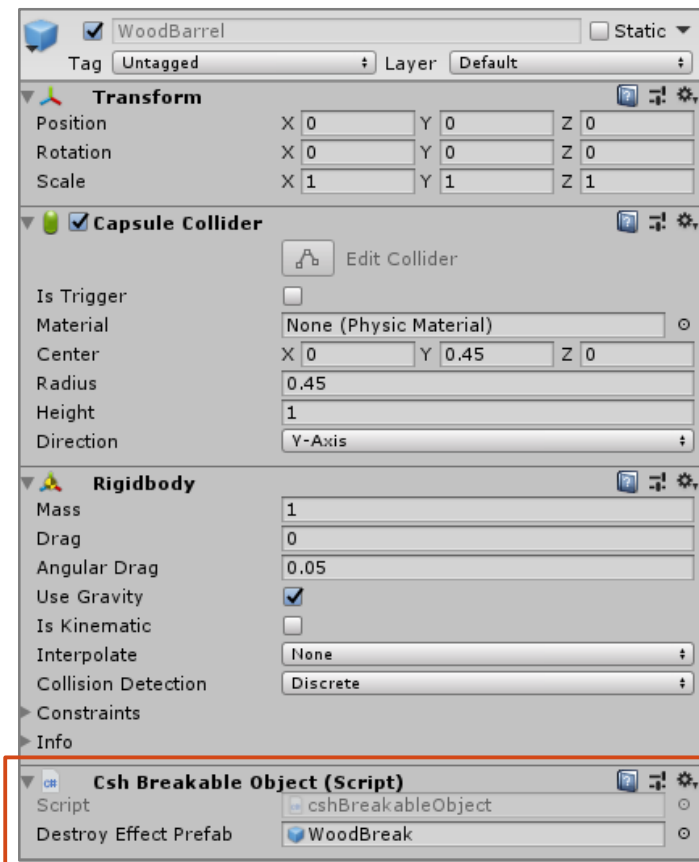 WoodBarrel Static
Tag Untagged Layer Default
Transform
Position X 0 Y 0 Z 0
Rotation X 0 Y 0 Z 0
Scale X 1 Y 1 Z 1
Capsule Collider
Edit Collider
Is Trigger
Material None (Physic Material)
Center X 0 Y 0.45 Z 0
Radius 0.45
Height 1
Direction Y-Axis
Rigidbody
Mass 1
Drag 0
Angular Drag 0.05
Use Gravity
Is Kinematic
Interpolate None
Collision Detection Discrete
Constraints
Info
C# Csh Breakable Object (Script)
Script cshBreakableObject
Destroy Effect Prefab WoodBreak